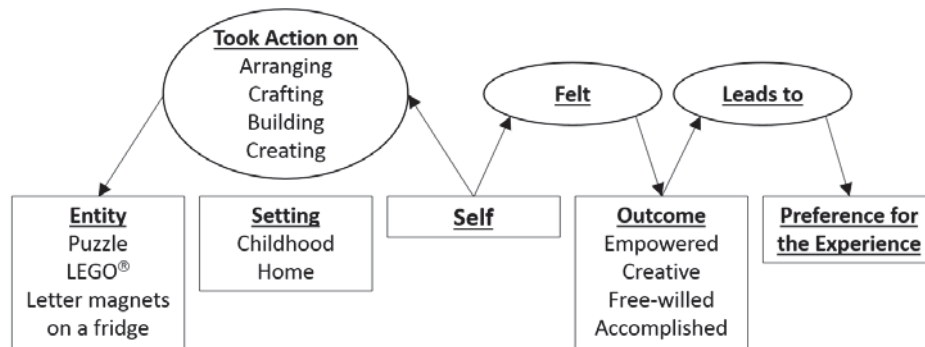 Took Action on
Arranging
Crafting
Building
Creating
Felt
Leads to
Entity
Puzzle
LEGO®
Letter magnets
on a fridge
Setting
Childhood
Home
Self
Outcome
Empowered
Creative
Free-willed
Accomplished
Preference for
the Experience